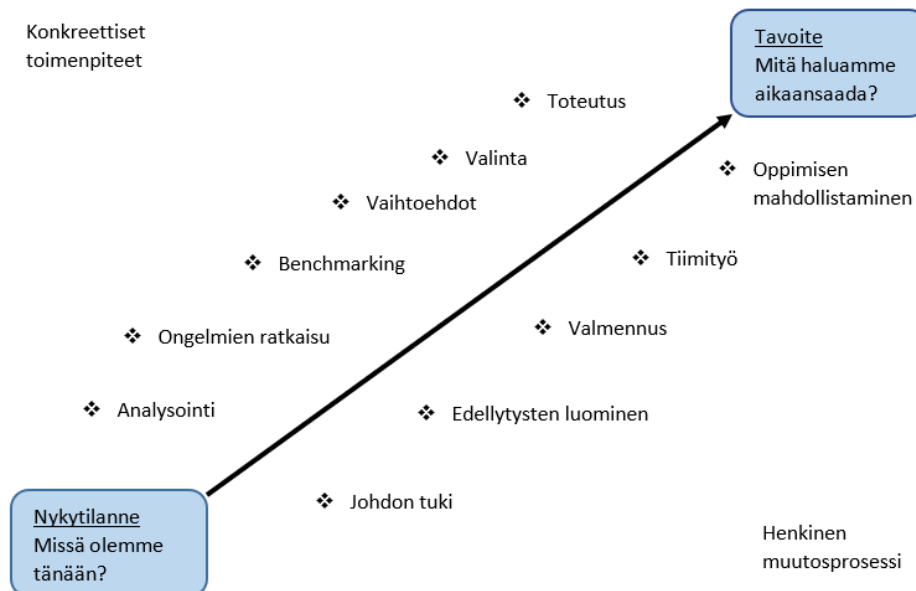 Konkreettiset
toimenpiteet
Tavoite
Mitä haluamme
aikaansaada?
Toteutus
Valinta
Oppimisen
mahdollistaminen
Vaihtoehdot
Benchmarking
Tiimityö
Ongelmien ratkaisu
Valmennus
Analysointi
Edellytysten luominen
Johdon tuki
Nykytilanne
Missä olemme
tänään?
Henkinen
muutosprosessi